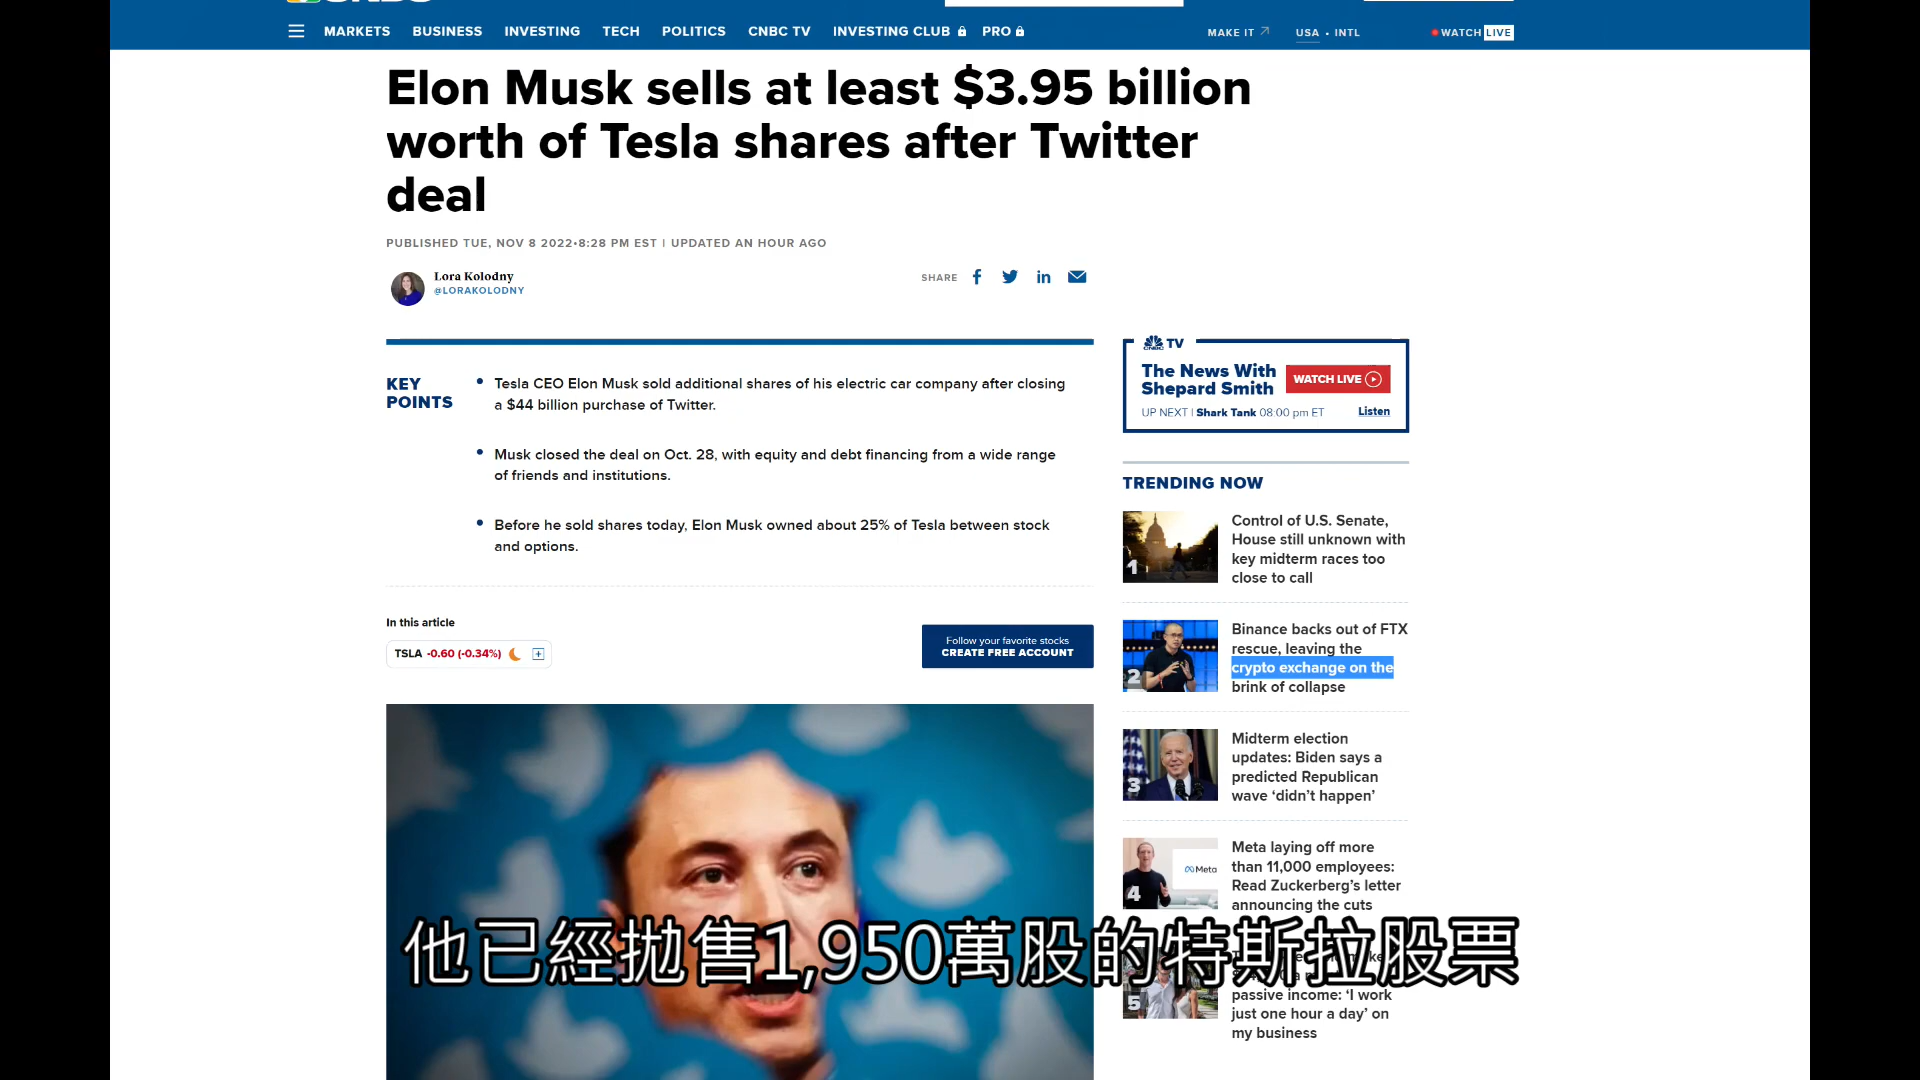 MARKETS BUSINESS INVESTING TECH POLITICS CNBC TV INVESTING CLUB PRO MAKE IT USA • INTL WATCH LIVE
Elon Musk sells at least $3.95 billion
worth of Tesla shares after Twitter
deal
PUBLISHED TUE, NOV 8 2022•8:28 PM EST | UPDATED AN HOUR AGO
Lora Kolodny
@LORAKOLODNY
SHARE
KEY
POINTS
• Tesla CEO Elon Musk sold additional shares of his electric car company after closing
a $44 billion purchase of Twitter.
• Musk closed the deal on Oct. 28, with equity and debt financing from a wide range
of friends and institutions.
• Before he sold shares today, Elon Musk owned about 25% of Tesla between stock
and options.
In this article
TSLA -0.60 (-0.34%)
Follow your favorite stocks
CREATE FREE ACCOUNT
CNBC TV
The News With
Shepard Smith
WATCH LIVE
UP NEXT | Shark Tank 08:00 pm ET
Listen
TRENDING NOW
1
Control of U.S. Senate,
House still unknown with
key midterm races too
close to call
2
Binance backs out of FTX
rescue, leaving the
crypto exchange on the
brink of collapse
3
Midterm election
updates: Biden says a
predicted Republican
wave ‘didn’t happen’
4
Meta
Meta laying off more
than 11,000 employees:
Read Zuckerberg’s letter
announcing the cuts
5
passive income: ‘I work
just one hour a day’ on
my business
他已經拋售1,950萬股的特斯拉股票